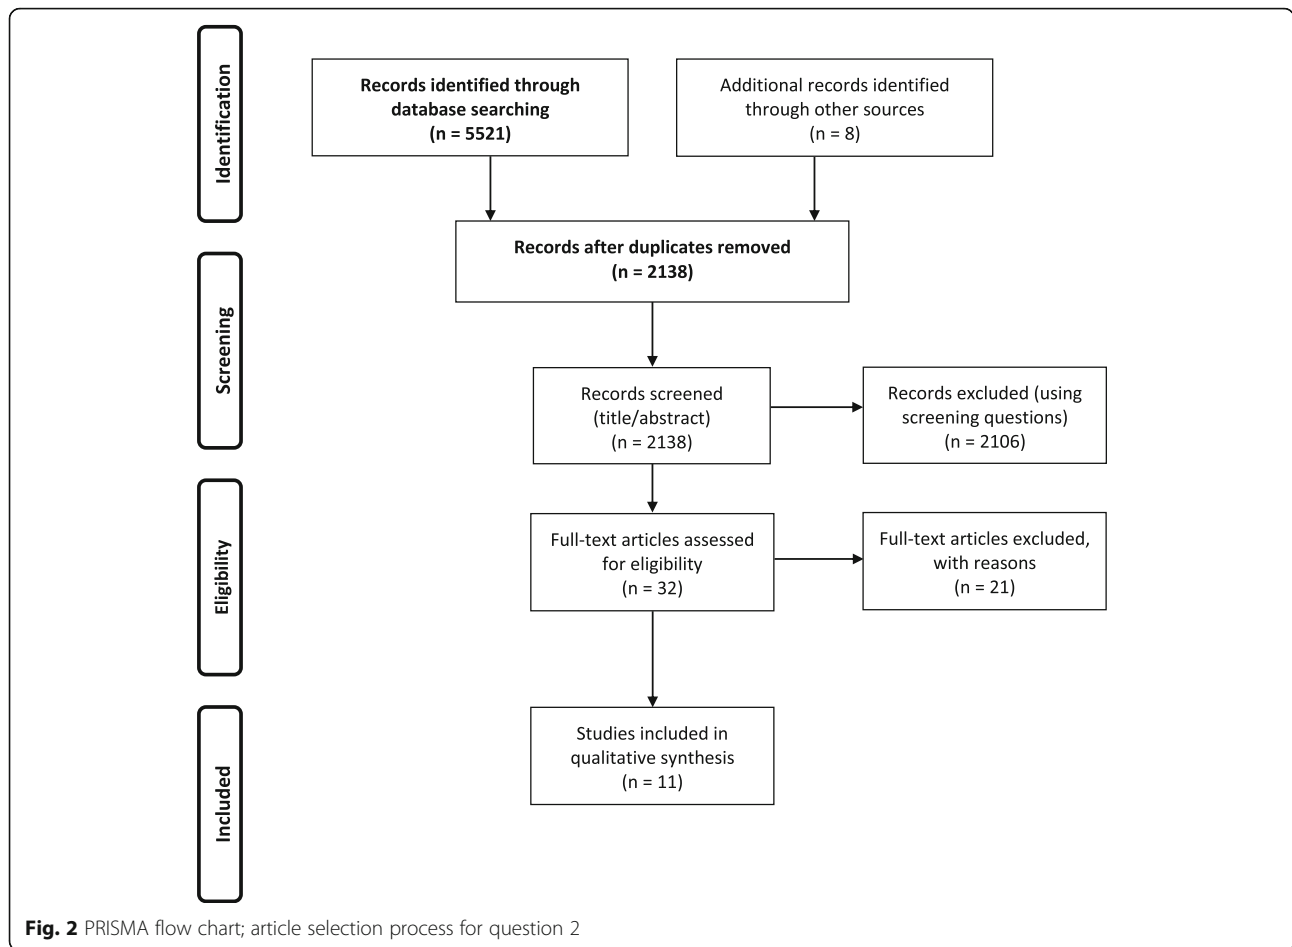 Identification
Records identified through
database searching
(n = 5521)
Additional records identified
through other sources
(n = 8)
Records after duplicates removed
(n = 2138)
Screening
Records screened
(title/abstract)
(n = 2138)
Records excluded (using
screening questions)
(n = 2106)
Eligibility
Full-text articles assessed
for eligibility
(n = 32)
Full-text articles excluded,
with reasons
(n = 21)
Included
Studies included in
qualitative synthesis
(n = 11)
Fig. 2 PRISMA flow chart; article selection process for question 2